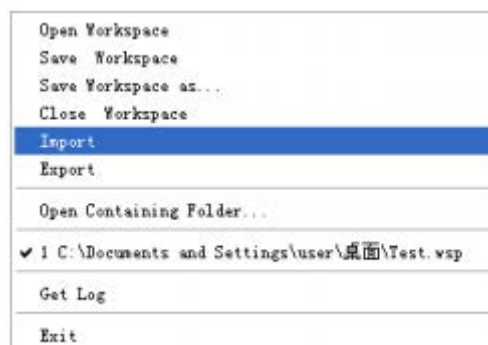 Open Workspace
Save Workspace
Save Workspace as...
Close Workspace
Import
Export
Open Containing Folder...
✔ 1 C:\Documents and Settings\user\桌面\Test.wsp
Get Log
Exit